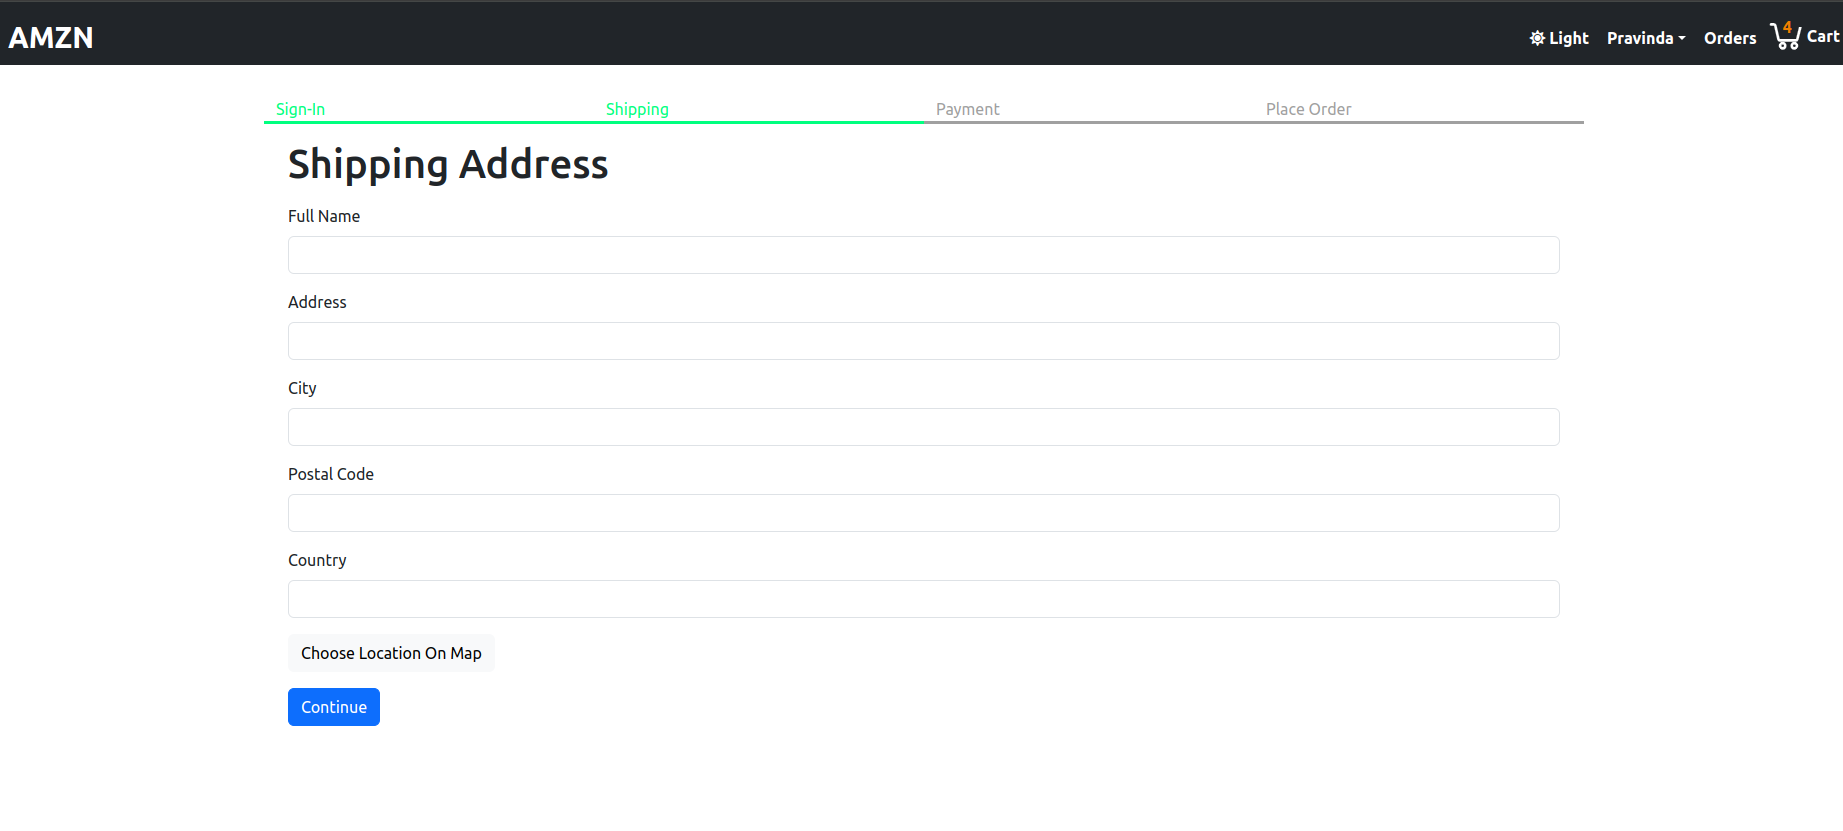 AMZN
Light Pravinda Orders 4 Cart
Sign-In Shipping Payment Place Order
Shipping Address
Full Name
Address
City
Postal Code
Country
Choose Location On Map
Continue